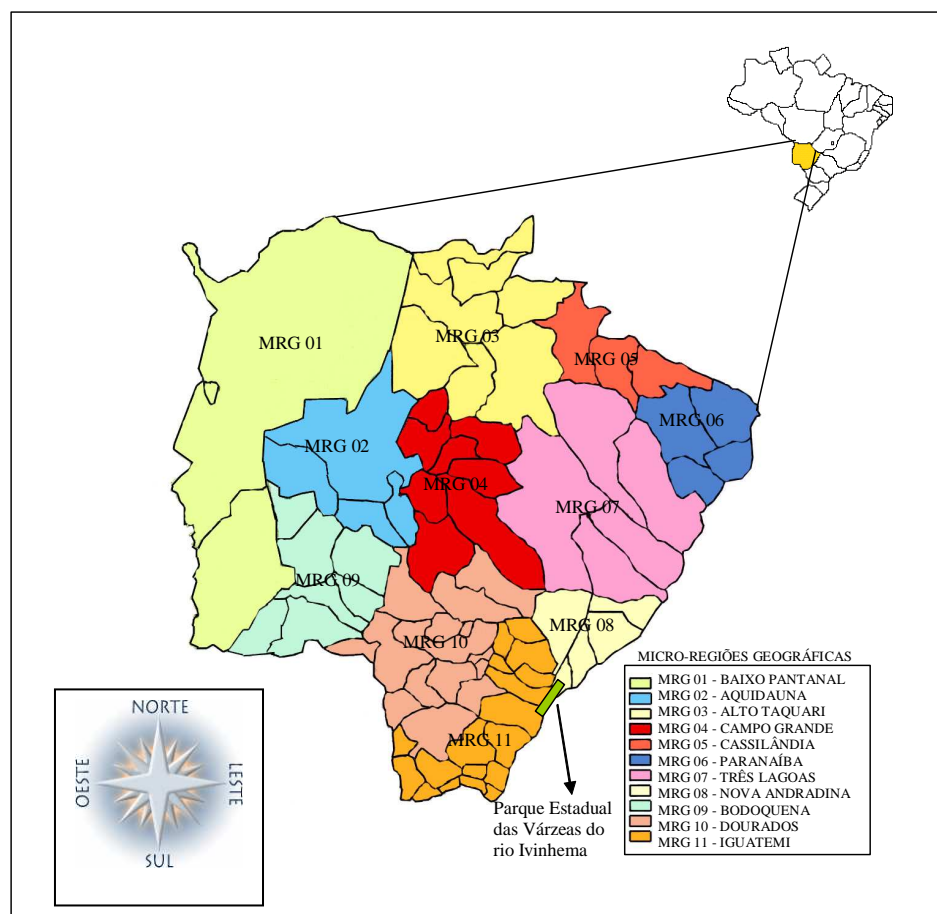 MRG 01
MRG 03
MRG 05
MRG 06
MRG 02
MRG 04
MRG 07
MRG 09
MRG 08
MRG 10
MRG 11
Parque Estadual
das Várzeas do
rio Ivinhema
MICRO-REGIÕES GEOGRÁFICAS
MRG 01 - BAIXO PANTANAL
MRG 02 - AQUIDAUNA
MRG 03 - ALTO TAQUARI
MRG 04 - CAMPO GRANDE
MRG 05 - CASSILÂNDIA
MRG 06 - PARANAÍBA
MRG 07 - TRÊS LAGOAS
MRG 08 - NOVA ANDRADINA
MRG 09 - BODOQUENA
MRG 10 - DOURADOS
MRG 11 - IGUATEMI
NORTE
OESTE
LESTE
SUL